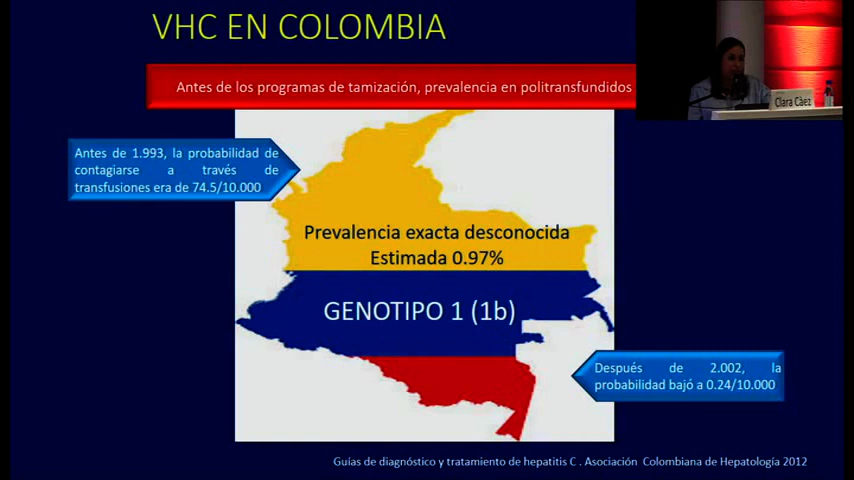 VHC EN COLOMBIA
Antes de los programas de tamización, prevalencia en politransfundidos
Clara Càez
Antes de 1.993, la probabilidad de
contagiarse a través de
transfusiones era de 74.5/10.000
Prevalencia exacta desconocida
Estimada 0.97%
GENOTIPO 1 (1b)
Después de 2.002, la
probabilidad bajó a 0.24/10.000
Guías de diagnóstico y tratamiento de hepatitis C . Asociación Colombiana de Hepatología 2012